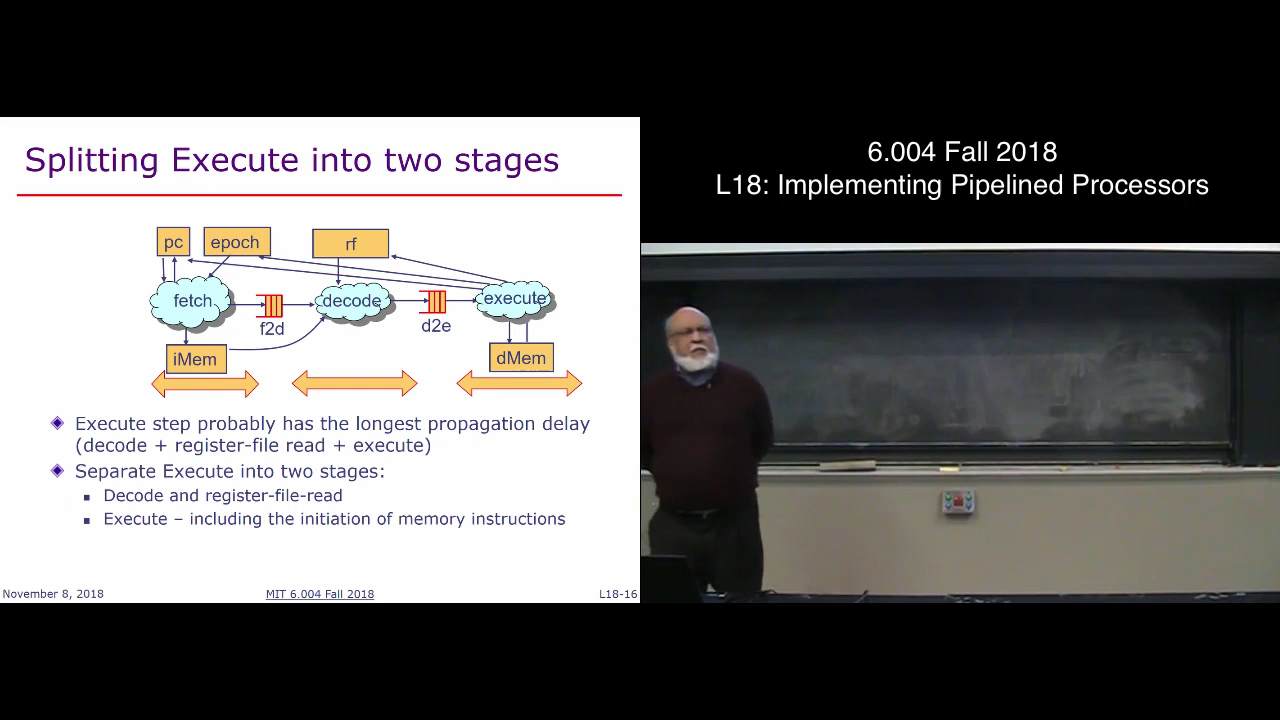 Splitting Execute into two stages
pc
epoch
rf
fetch
decode
execute
f2d
d2e
iMem
dMem
Execute step probably has the longest propagation delay
(decode + register-file read + execute)
Separate Execute into two stages:
Decode and register-file-read
Execute – including the initiation of memory instructions
November 8, 2018
MIT 6.004 Fall 2018
L18-16
6.004 Fall 2018
L18: Implementing Pipelined Processors